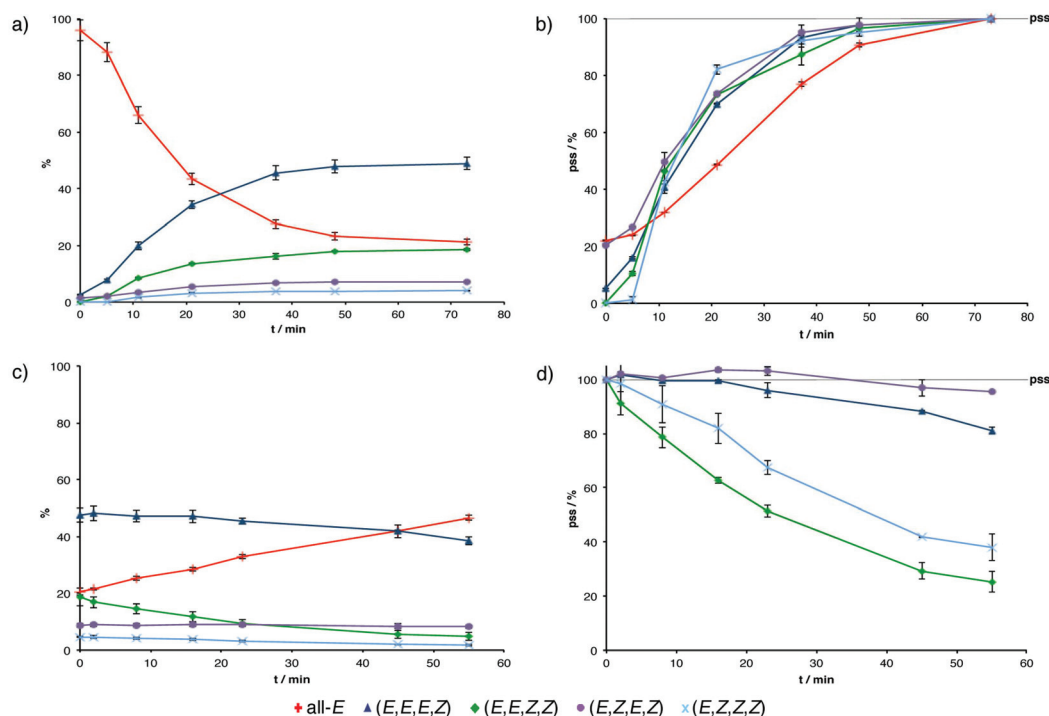 a)
100
80
60
40
20
0
%
0 10 20 30 40 50 60 70 80
t / min
b)
100
80
60
40
20
0
pss / %
pss
0 10 20 30 40 50 60 70 80
t / min
c)
100
80
60
40
20
0
%
0 10 20 30 40 50 60
t / min
d)
100
80
60
40
20
0
pss / %
pss
0 10 20 30 40 50 60
t / min
all-E (E,E,E,Z) (E,E,Z,Z) (E,Z,E,Z) (E,Z,Z,Z)